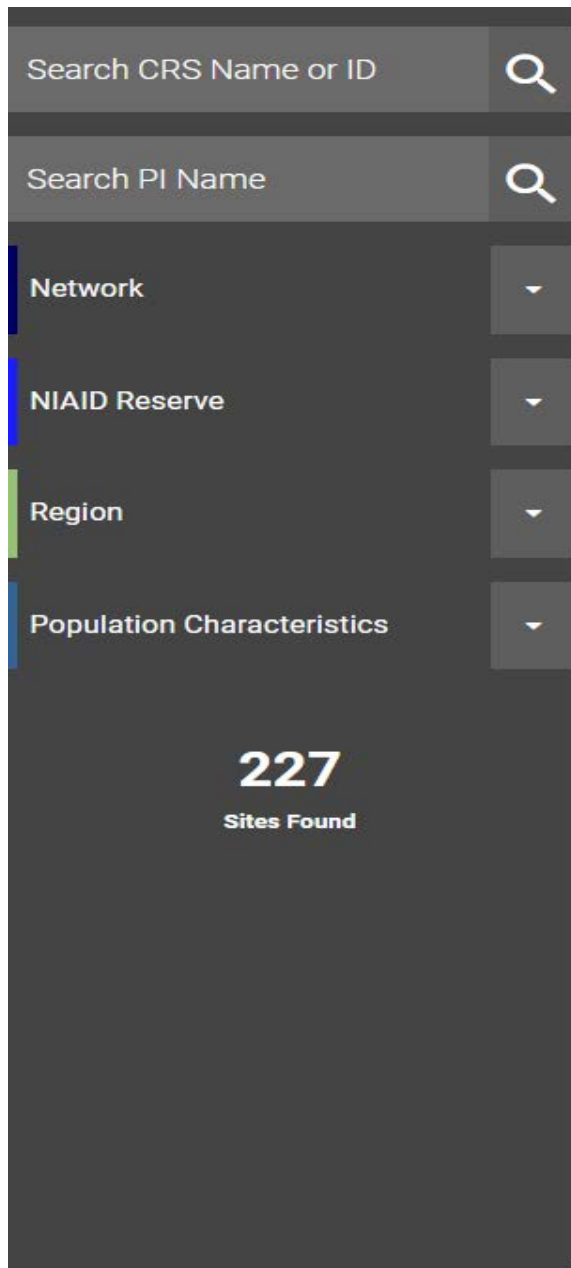 Search CRS Name or ID
Search PI Name
Network
NIAID Reserve
Region
Population Characteristics
227
Sites Found